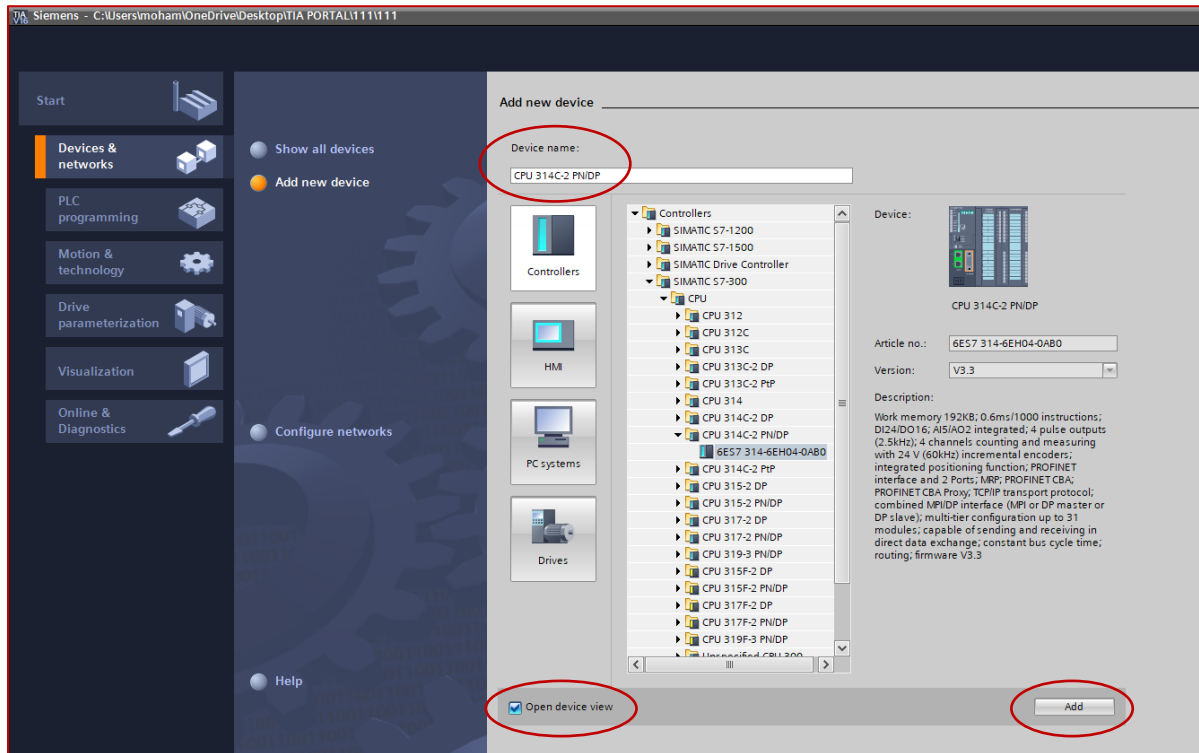 TIA V16 Siemens - C:\Users\moham\OneDrive\Desktop\TIA PORTAL\111\111
Start
Devices &
networks
PLC
programming
Motion &
technology
Drive
parameterization
Visualization
Online &
Diagnostics
Show all devices
Add new device
Configure networks
Help
Add new device
Device name:
CPU 314C-2 PN/DP
Controllers
HMI
PC systems
Drives
Controllers
SIMATIC S7-1200
SIMATIC S7-1500
SIMATIC Drive Controller
SIMATIC S7-300
CPU
CPU 312
CPU 312C
CPU 313C
CPU 313C-2 DP
CPU 313C-2 PtP
CPU 314
CPU 314C-2 DP
CPU 314C-2 PN/DP
6ES7 314-6EH04-0AB0
CPU 314C-2 PtP
CPU 315-2 DP
CPU 315-2 PN/DP
CPU 317-2 DP
CPU 317-2 PN/DP
CPU 319-3 PN/DP
CPU 315F-2 DP
CPU 315F-2 PN/DP
CPU 317F-2 DP
CPU 317F-2 PN/DP
CPU 319F-3 PN/DP
Unspecified CPU 300
Device:
CPU 314C-2 PN/DP
Article no.: 6ES7 314-6EH04-0AB0
Version: V3.3
Description:
Work memory 192KB; 0.6ms/1000 instructions;
DI24/DO16; AI5/AO2 integrated; 4 pulse outputs
(2.5kHz); 4 channels counting and measuring
with 24 V (60kHz) incremental encoders;
integrated positioning function; PROFINET
interface and 2 Ports; MRP; PROFINET CBA;
PROFINET CBA Proxy; TCP/IP transport protocol;
combined MPI/DP interface (MPI or DP master or
DP slave); multi-tier configuration up to 31
modules; capable of sending and receiving in
direct data exchange; constant bus cycle time;
routing; firmware V3.3
Open device view
Add